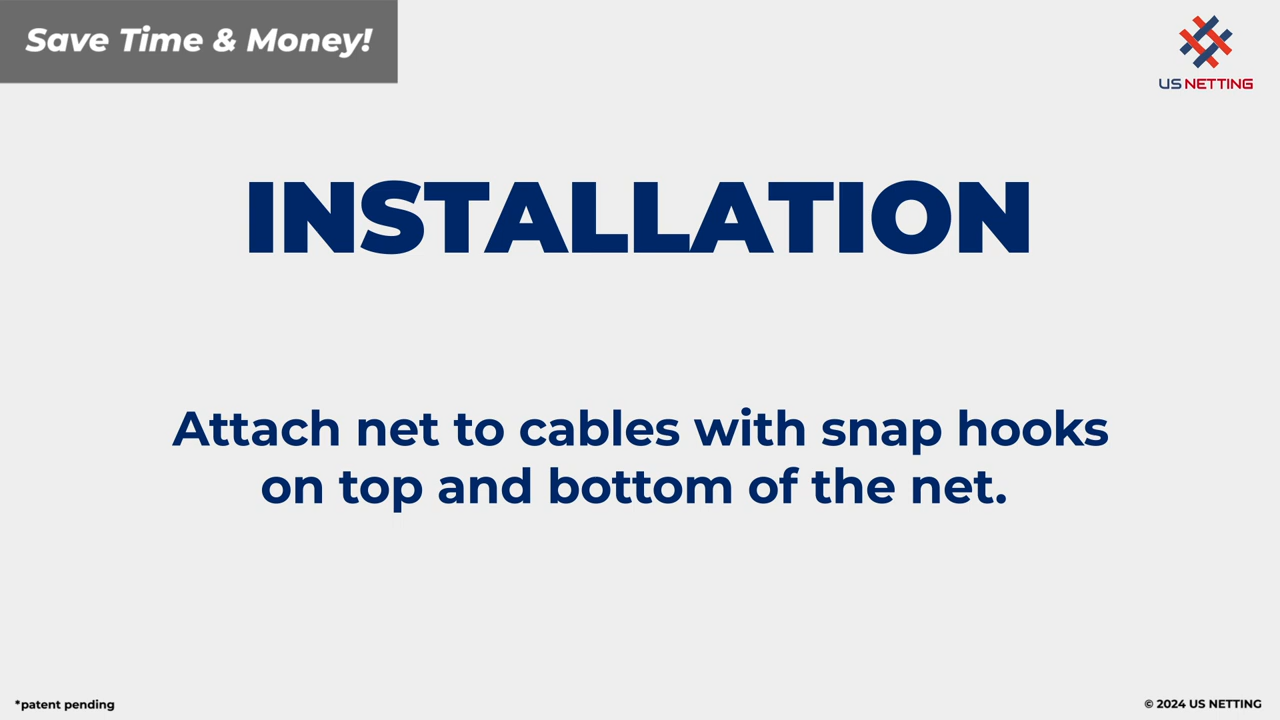 Save Time & Money!
US NETTING
INSTALLATION
Attach net to cables with snap hooks
on top and bottom of the net.
*patent pending
© 2024 US NETTING